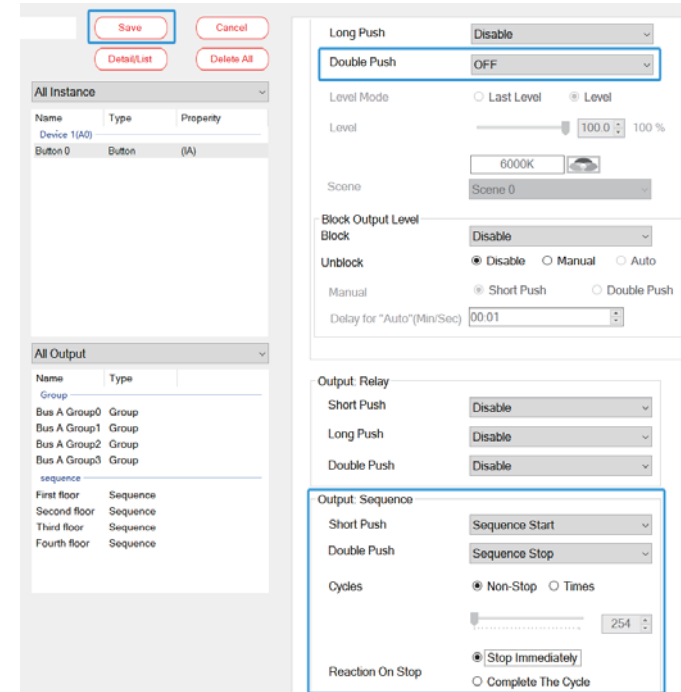 Save
Cancel
Detail/List
Delete All
All Instance
Name Type Property
Device 1(A0)
Button 0 Button (IA)
All Output
Name Type
Group
Bus A Group0 Group
Bus A Group1 Group
Bus A Group2 Group
Bus A Group3 Group
sequence
First floor Sequence
Second floor Sequence
Third floor Sequence
Fourth floor Sequence
Long Push Disable
Double Push OFF
Level Mode Last Level Level
Level 100.0 100 %
6000K
Scene Scene 0
Block Output Level
Block Disable
Unblock Disable Manual Auto
Manual Short Push Double Push
Delay for "Auto"(Min/Sec) 00:01
Output: Relay
Short Push Disable
Long Push Disable
Double Push Disable
Output: Sequence
Short Push Sequence Start
Double Push Sequence Stop
Cycles Non-Stop Times
254
Stop Immediately
Reaction On Stop
Complete The Cycle